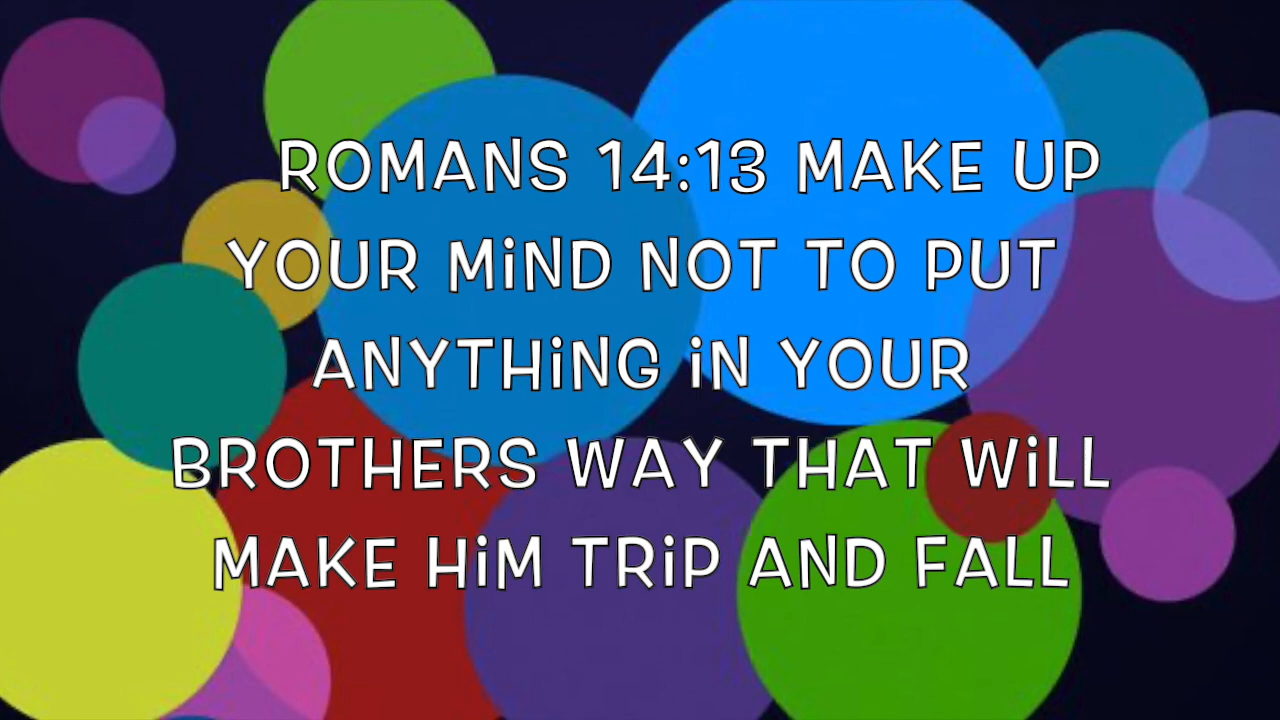 ROMANS 14:13 MAKE UP
YOUR MiND NOT TO PUT
ANYTHiNG iN YOUR
BROTHERS WAY THAT WiLL
MAKE HiM TRiP AND FALL